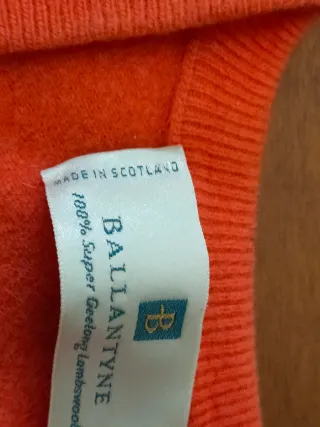 MADE IN SCOTLAND
B
BALLANTYNE
100% Super Geelong Lambswool